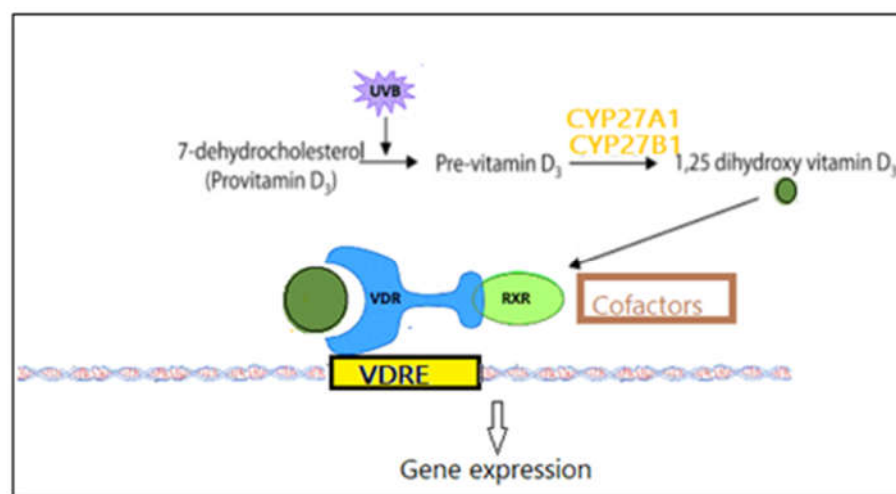 UVB
CYP27A1
CYP27B1
7-dehydrocholesterol
(Provitamin D3)
Pre-vitamin D3
1,25 dihydroxy vitamin D3
VDR
RXR
Cofactors
VDRE
Gene expression